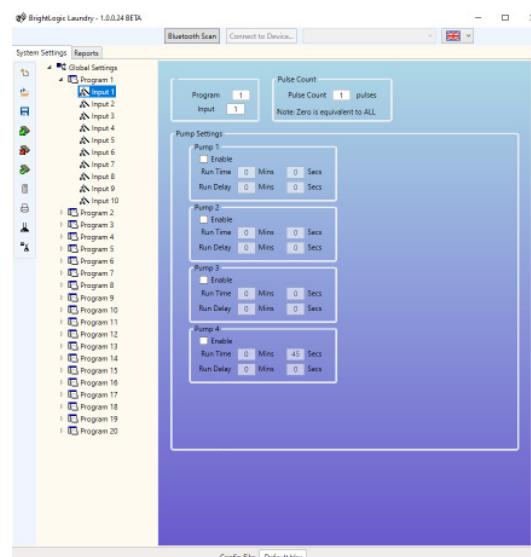 BrightLogic Laundry - 1.0.0.24 BETA
Bluetooth Scan Connect to Device...
System Settings Reports
Global Settings
Program 1
Input 1
Input 2
Input 3
Input 4
Input 5
Input 6
Input 7
Input 8
Input 9
Input 10
Program 2
Program 3
Program 4
Program 5
Program 6
Program 7
Program 8
Program 9
Program 10
Program 11
Program 12
Program 13
Program 14
Program 15
Program 16
Program 17
Program 18
Program 19
Program 20
Program 1
Input 1
Pulse Count
Pulse Count 1 pulses
Note: Zero is equivalent to ALL
Pump Settings
Pump 1
Enable
Run Time 0 Mins 0 Secs
Run Delay 0 Mins 0 Secs
Pump 2
Enable
Run Time 0 Mins 0 Secs
Run Delay 0 Mins 0 Secs
Pump 3
Enable
Run Time 0 Mins 0 Secs
Run Delay 0 Mins 0 Secs
Pump 4
Enable
Run Time 0 Mins 45 Secs
Run Delay 0 Mins 0 Secs
Config File